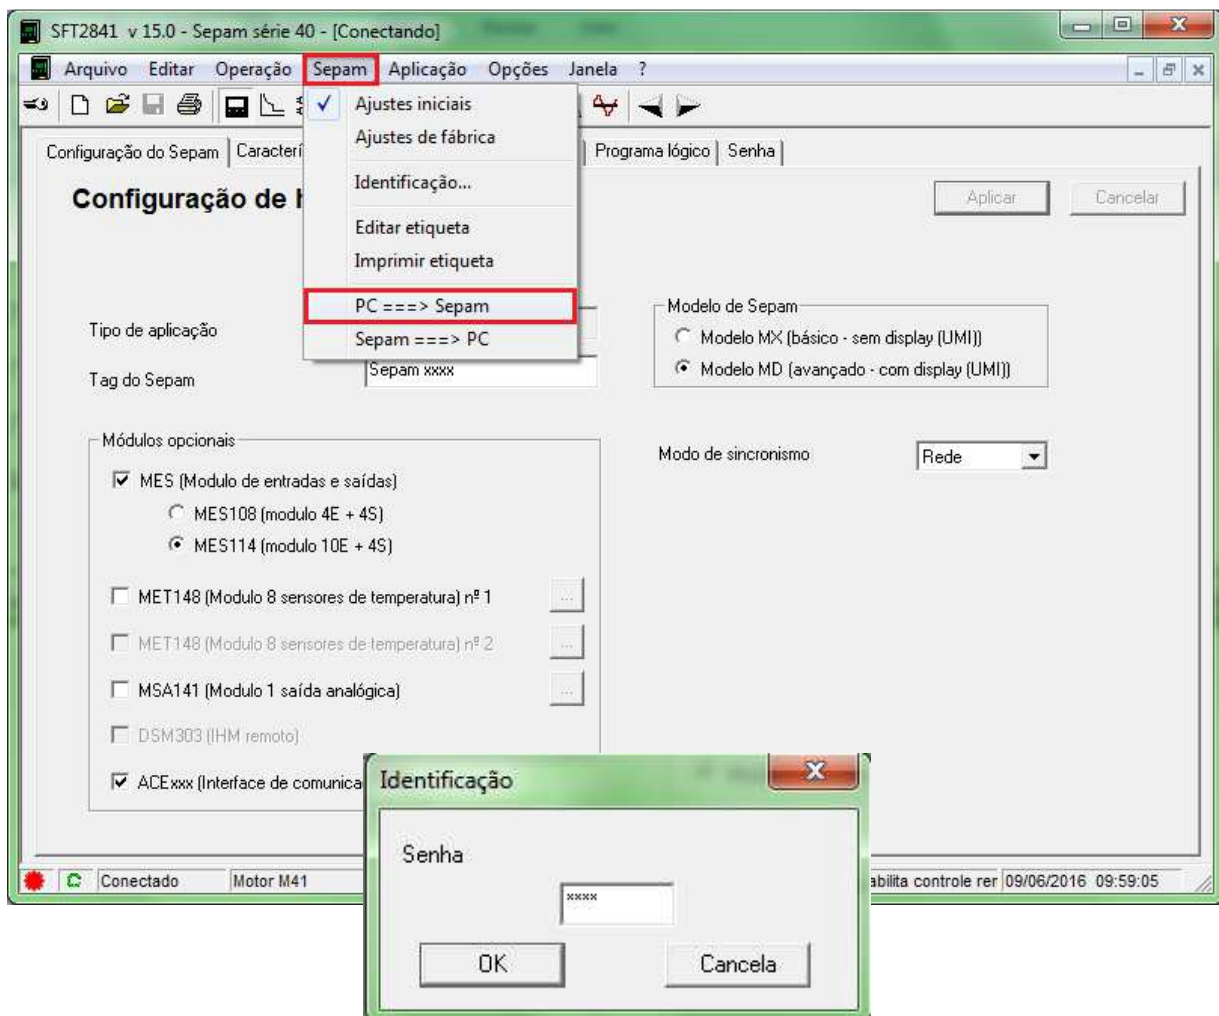 SFT2841 v 15.0 - Sepam série 40 - [Conectando]
Arquivo Editar Operação Sepam Aplicação Opções Janela ?
Ajustes iniciais
Ajustes de fábrica
Identificação...
Editar etiqueta
Imprimir etiqueta
PC ===> Sepam
Sepam ===> PC
Configuração do Sepam Caracterí Programa lógico Senha
Configuração de
Aplicar Cancelar
Tipo de aplicação
Tag do Sepam Sepam xxxx
Modelo de Sepam
Modelo MX (básico - sem display (UMI))
Modelo MD (avançado - com display (UMI))
Módulos opcionais
MES (Modulo de entradas e saídas)
MES108 (modulo 4E + 4S)
MES114 (modulo 10E + 4S)
MET148 (Modulo 8 sensores de temperatura) nº 1 ...
MET148 (Modulo 8 sensores de temperatura) nº 2 ...
MSA141 (Modulo 1 saída analógica) ...
DSM303 (IHM remoto)
ACExxx (Interface de comunica
Modo de sincronismo Rede
Conectado Motor M41 abilita controle rer 09/06/2016 09:59:05
Identificação
Senha
xxxx
OK Cancela